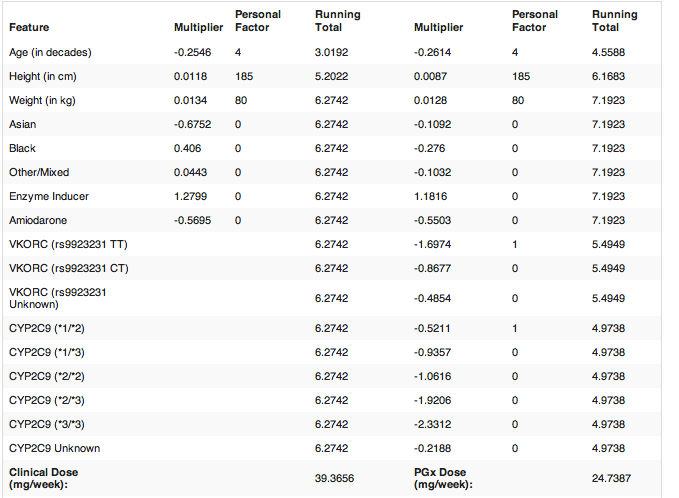 Feature Multiplier Personal Factor Running Total Multiplier Personal Factor Running Total
Age (in decades) -0.2546 4 3.0192 -0.2614 4 4.5588
Height (in cm) 0.0118 185 5.2022 0.0087 185 6.1683
Weight (in kg) 0.0134 80 6.2742 0.0128 80 7.1923
Asian -0.6752 0 6.2742 -0.1092 0 7.1923
Black 0.406 0 6.2742 -0.276 0 7.1923
Other/Mixed 0.0443 0 6.2742 -0.1032 0 7.1923
Enzyme Inducer 1.2799 0 6.2742 1.1816 0 7.1923
Amiodarone -0.5695 0 6.2742 -0.5503 0 7.1923
VKORC (rs9923231 TT) 6.2742 -1.6974 1 5.4949
VKORC (rs9923231 CT) 6.2742 -0.8677 0 5.4949
VKORC (rs9923231 Unknown) 6.2742 -0.4854 0 5.4949
CYP2C9 (*1/*2) 6.2742 -0.5211 1 4.9738
CYP2C9 (*1/*3) 6.2742 -0.9357 0 4.9738
CYP2C9 (*2/*2) 6.2742 -1.0616 0 4.9738
CYP2C9 (*2/*3) 6.2742 -1.9206 0 4.9738
CYP2C9 (*3/*3) 6.2742 -2.3312 0 4.9738
CYP2C9 Unknown 6.2742 -0.2188 0 4.9738
Clinical Dose (mg/week): 39.3656 PGx Dose (mg/week): 24.7387